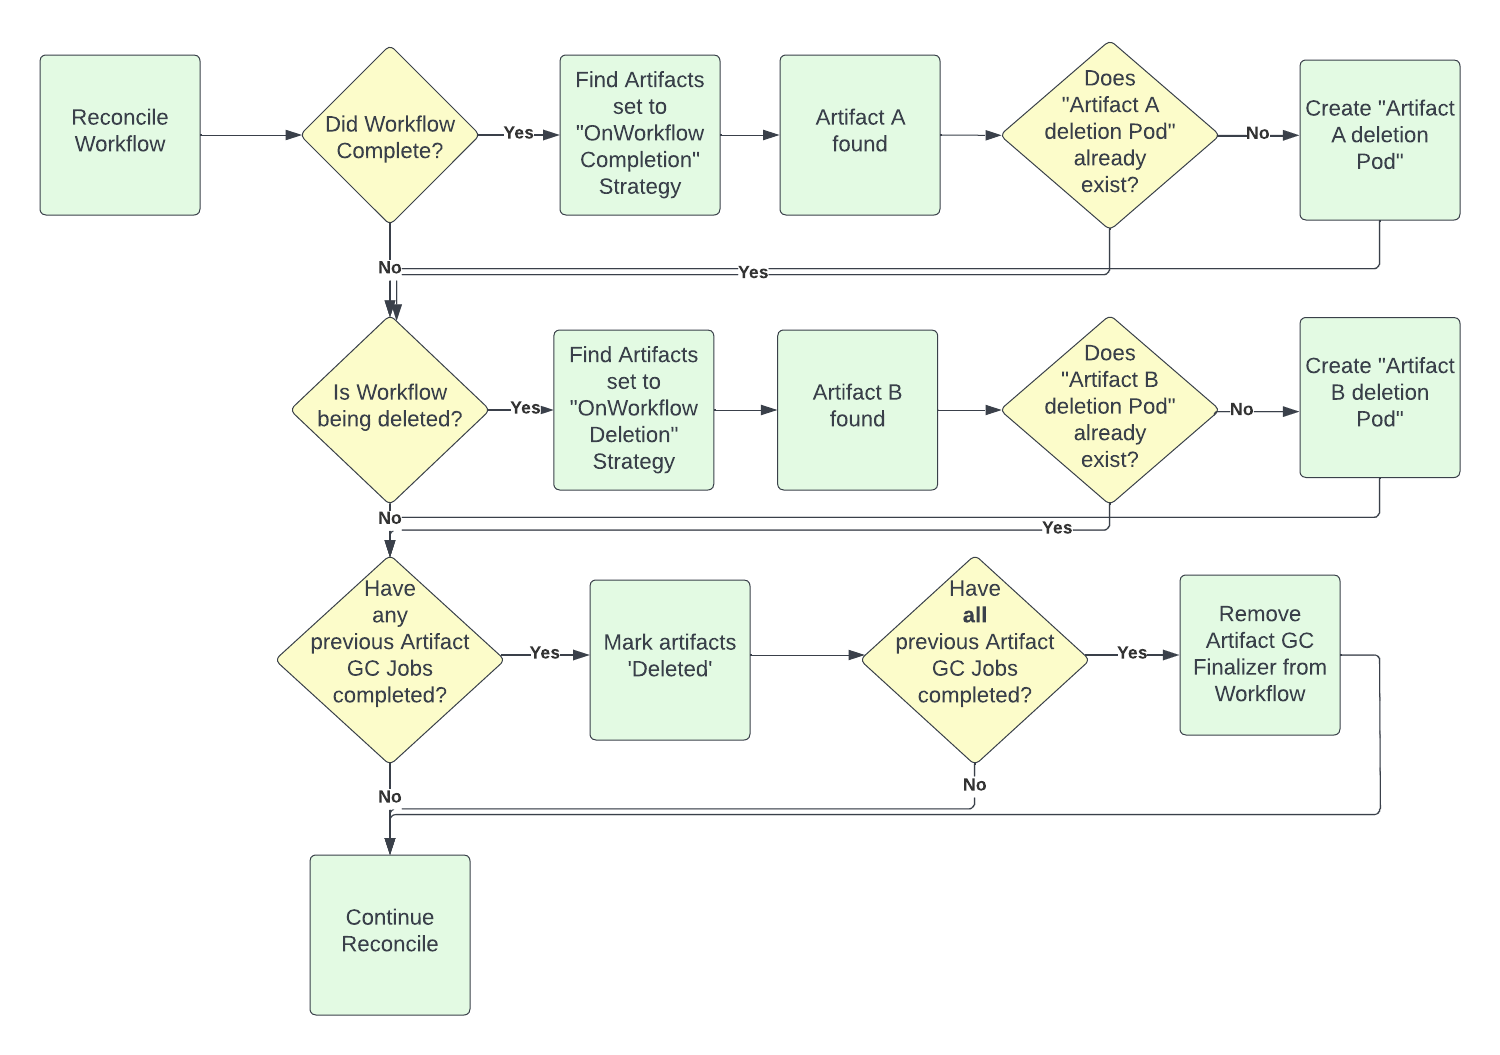 Reconcile
Workflow
Did Workflow
Complete?
Yes
Find Artifacts
set to
"OnWorkflow
Completion"
Strategy
Artifact A
found
Does
"Artifact A
deletion Pod"
already
exist?
No
Create "Artifact
A deletion
Pod"
No
Yes
Is Workflow
being deleted?
Yes
Find Artifacts
set to
"OnWorkflow
Deletion"
Strategy
Artifact B
found
Does
"Artifact B
deletion Pod"
already
exist?
No
Create "Artifact
B deletion
Pod"
No
Yes
Have
any
previous Artifact
GC Jobs
completed?
Yes
Mark artifacts
'Deleted'
Have
all
previous Artifact
GC Jobs
completed?
Yes
Remove
Artifact GC
Finalizer from
Workflow
No
No
Continue
Reconcile